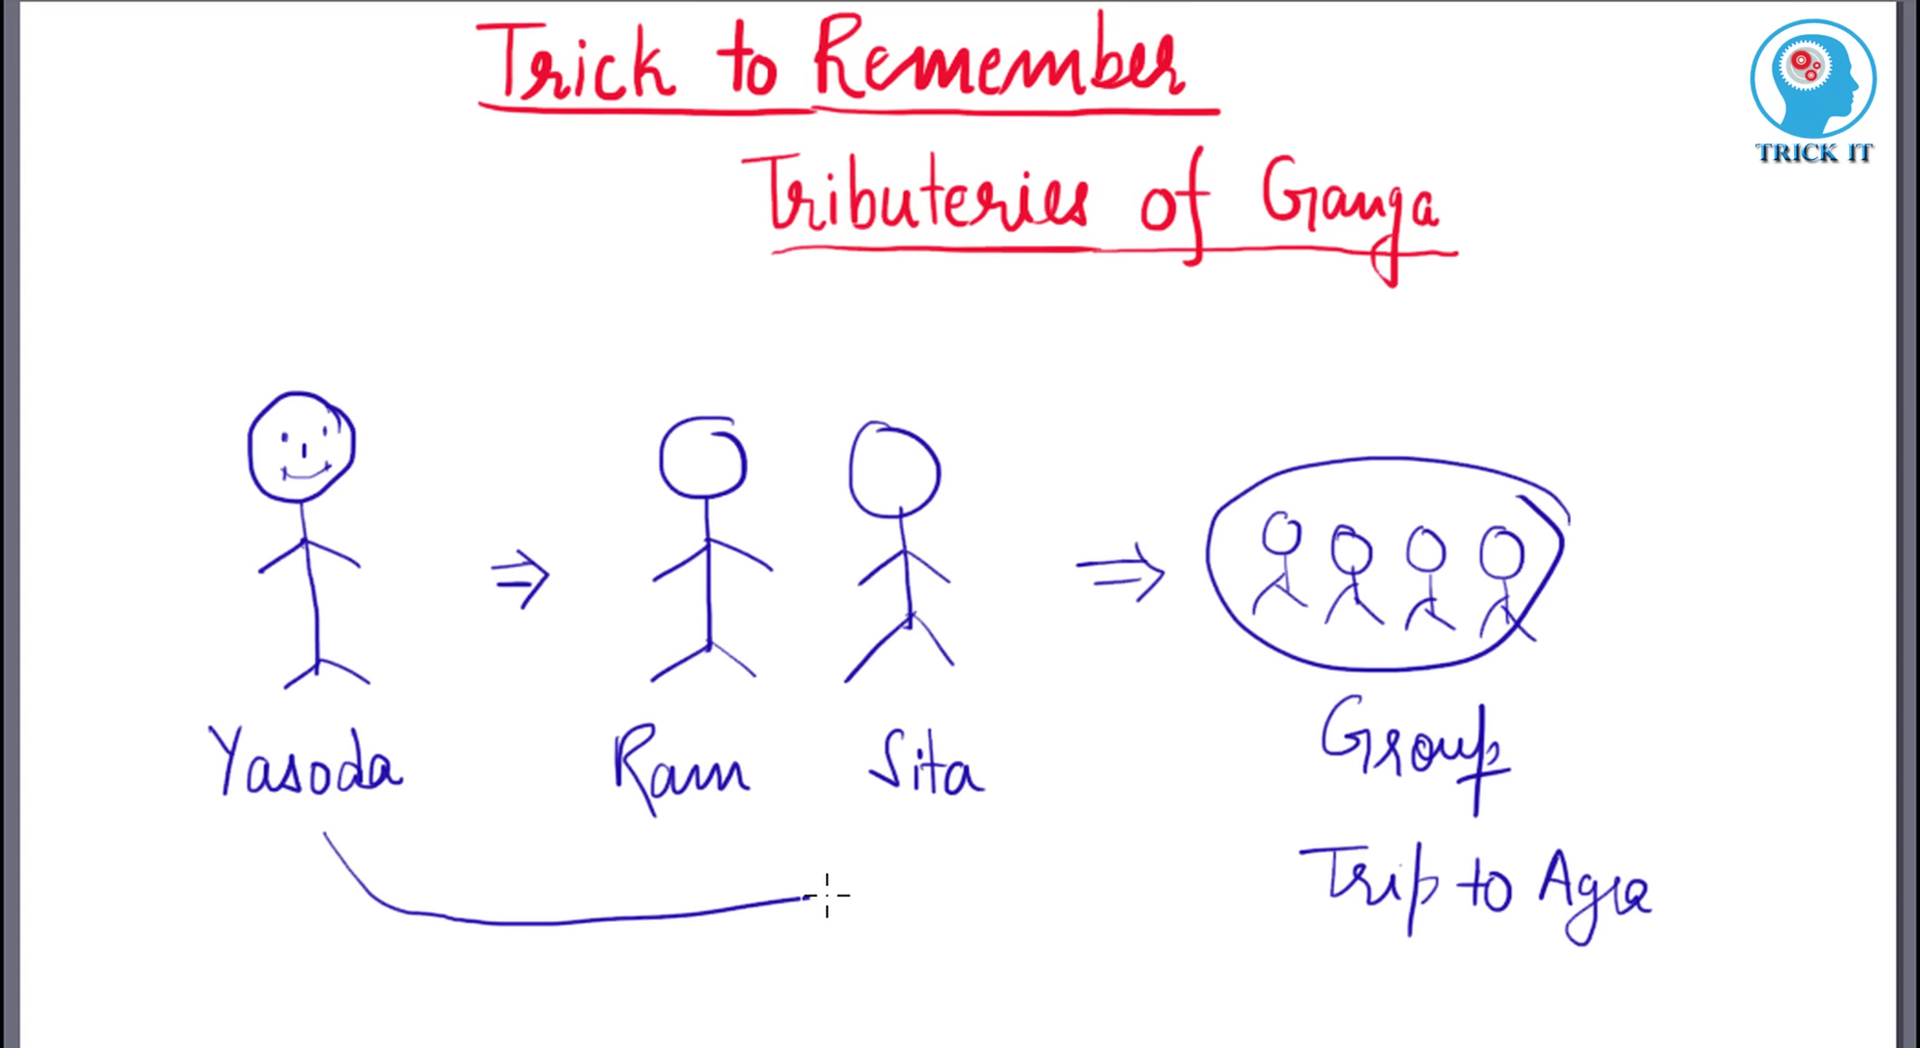 Trick to Remember
Tributeries of Ganga
TRICK IT
Yasoda
Ram
Sita
Group
Trip to Agra